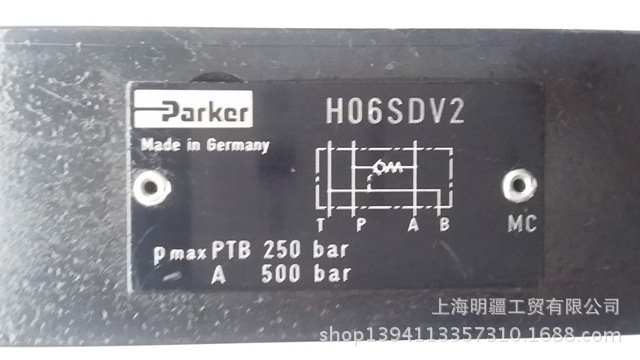 Parker
H06SDV2
Made in Germany
T P A B
MC
pmax PTB 250 bar
A 500 bar
上海明疆工贸有限公司
shop1394113357310.1688.com